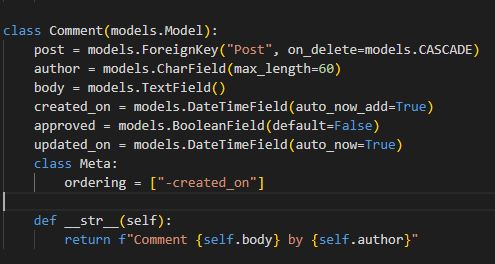 class Comment(models.Model):
    post = models.ForeignKey("Post", on_delete=models.CASCADE)
    author = models.CharField(max_length=60)
    body = models.TextField()
    created_on = models.DateTimeField(auto_now_add=True)
    approved = models.BooleanField(default=False)
    updated_on = models.DateTimeField(auto_now=True)
    class Meta:
        ordering = ["-created_on"]
    def __str__(self):
        return f"Comment {self.body} by {self.author}"